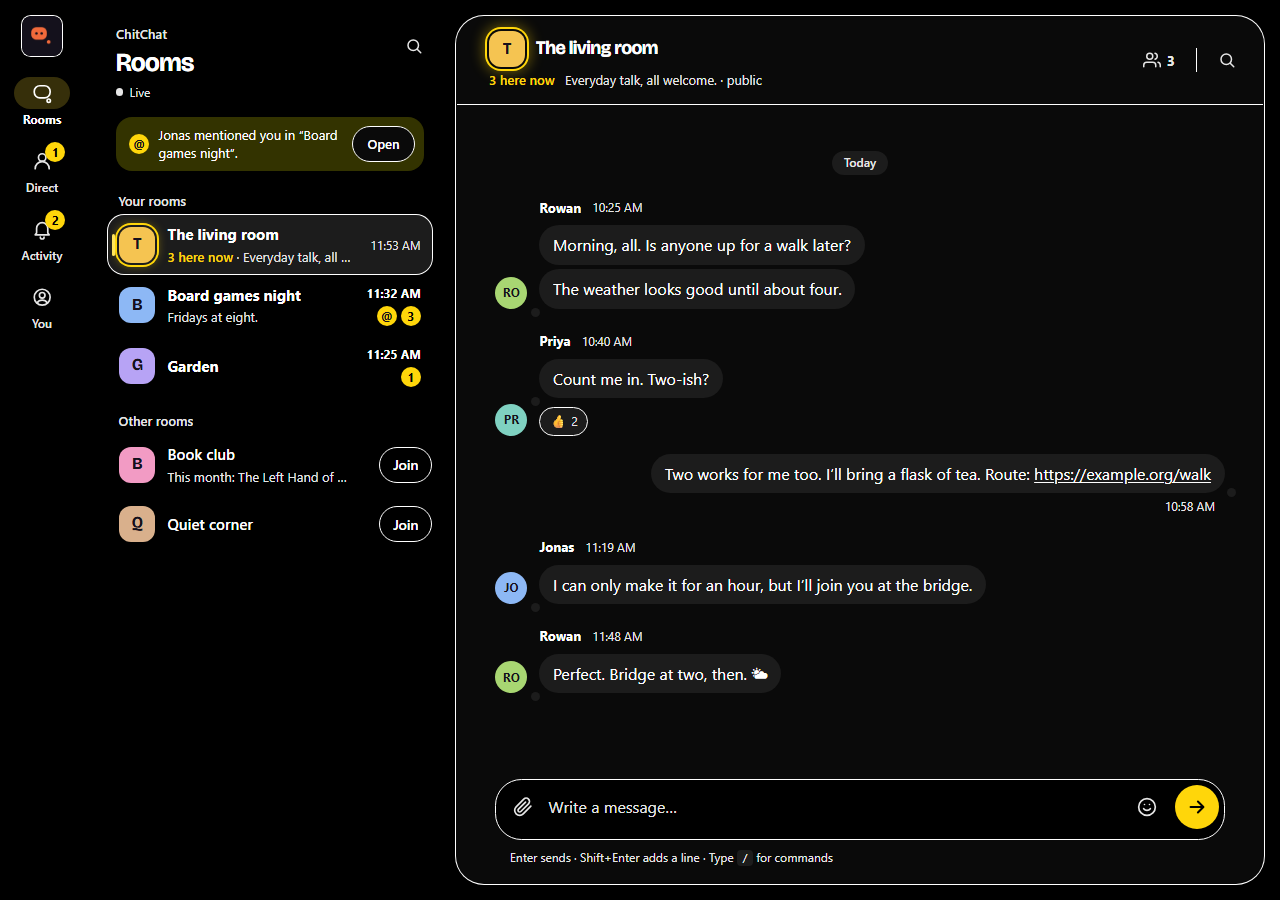 Rooms
1
Direct
2
Activity
You
ChitChat
Rooms
Live
@
Jonas mentioned you in “Board
games night”.
Open
Your rooms
T
The living room
11:53 AM
3 here now · Everyday talk, all ...
B
Board games night
11:32 AM
Fridays at eight.
@ 3
G
Garden
11:25 AM
1
Other rooms
B
Book club
This month: The Left Hand of ...
Join
Q
Quiet corner
Join
T
The living room
3 here now Everyday talk, all welcome. · public
3
Today
Rowan 10:25 AM
Morning, all. Is anyone up for a walk later?
RO
The weather looks good until about four.
Priya 10:40 AM
Count me in. Two-ish?
PR
👍 2
Two works for me too. I’ll bring a flask of tea. Route: https://example.org/walk
10:58 AM
Jonas 11:19 AM
JO
I can only make it for an hour, but I’ll join you at the bridge.
Rowan 11:48 AM
RO
Perfect. Bridge at two, then. 🌥️
Write a message...
Enter sends · Shift+Enter adds a line · Type / for commands